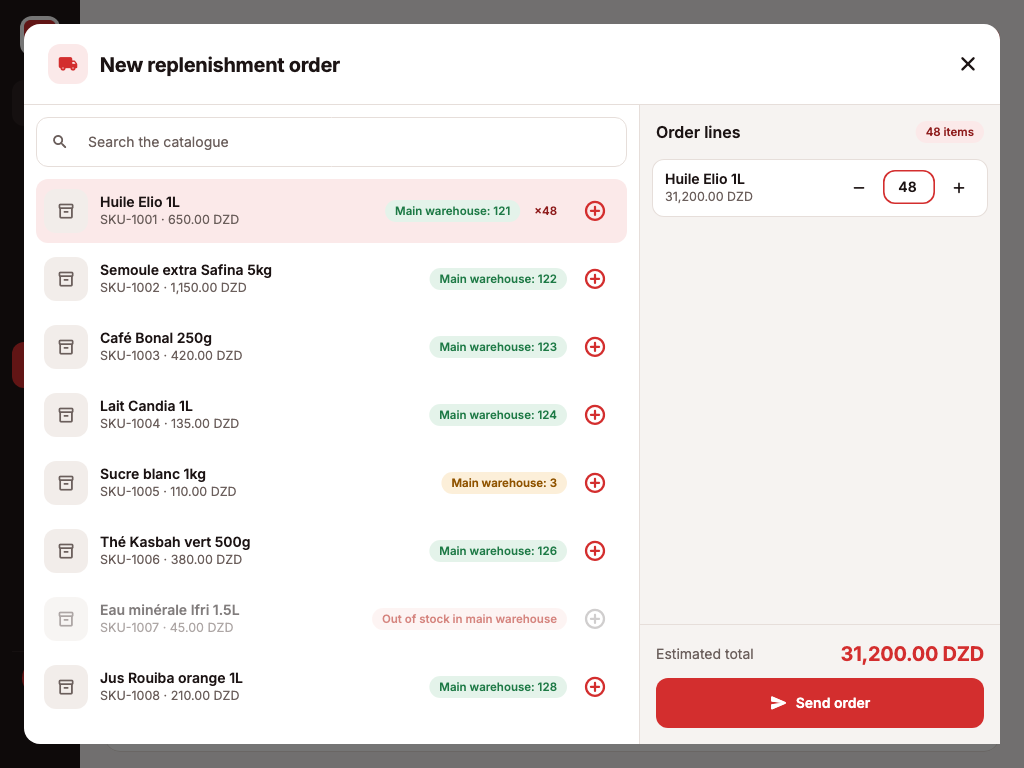 New replenishment order
Search the catalogue
Huile Elio 1L
SKU-1001 · 650.00 DZD
Main warehouse: 121
×48
Semoule extra Safina 5kg
SKU-1002 · 1,150.00 DZD
Main warehouse: 122
Café Bonal 250g
SKU-1003 · 420.00 DZD
Main warehouse: 123
Lait Candia 1L
SKU-1004 · 135.00 DZD
Main warehouse: 124
Sucre blanc 1kg
SKU-1005 · 110.00 DZD
Main warehouse: 3
Thé Kasbah vert 500g
SKU-1006 · 380.00 DZD
Main warehouse: 126
Eau minérale Ifri 1.5L
SKU-1007 · 45.00 DZD
Out of stock in main warehouse
Jus Rouiba orange 1L
SKU-1008 · 210.00 DZD
Main warehouse: 128
Order lines
48 items
Huile Elio 1L
31,200.00 DZD
48
Estimated total
31,200.00 DZD
Send order